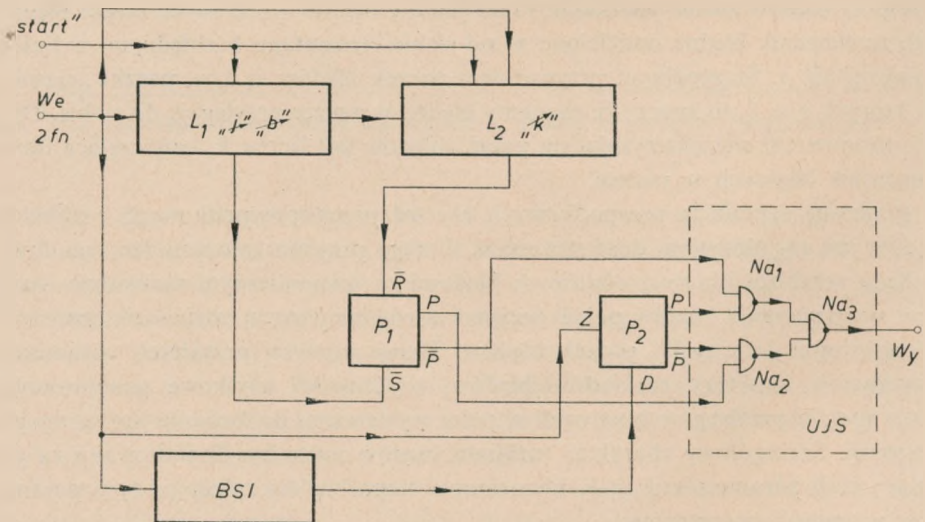 start"
We
2fn
L1 „j" „b"
L2 „k"
R̄
P
P1
P̄
S̄
Z
P
P2
P̄
D
Na1
Na3
Na2
Wy
UJS
BSI